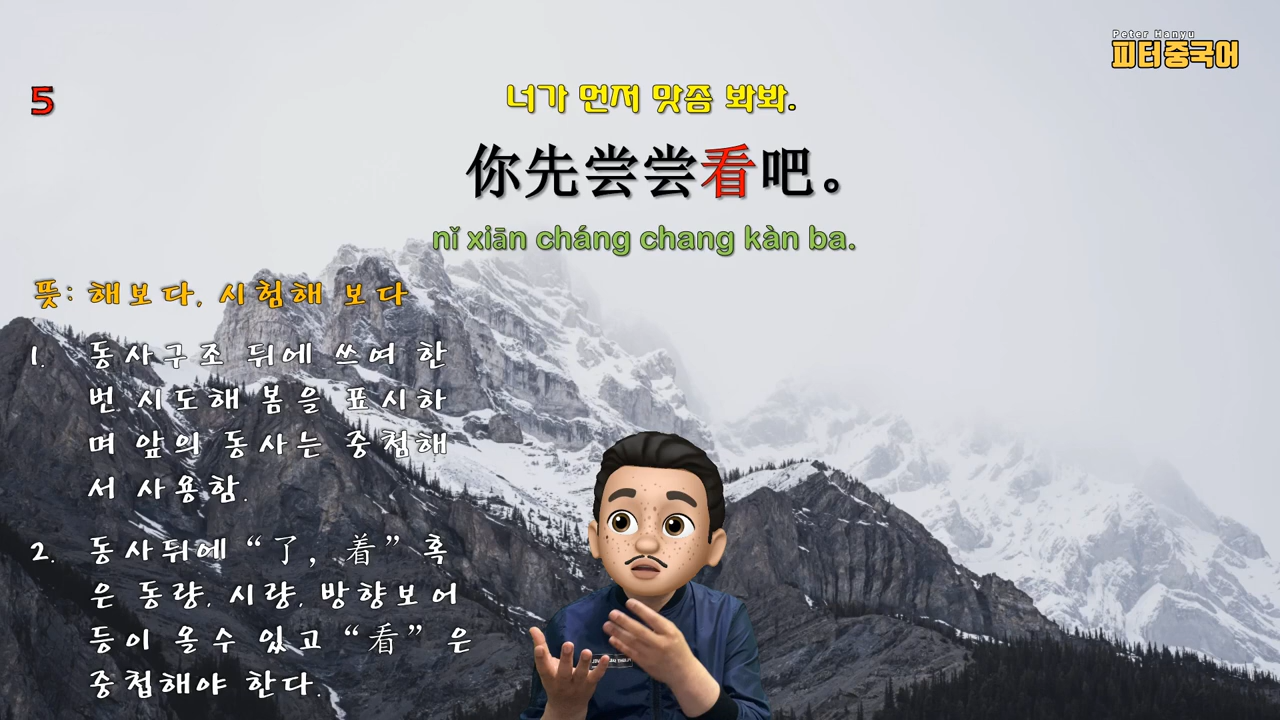 Peter Hanyu
피터중국어
5
너가 먼저 맛좀 봐봐.
你先尝尝看吧。
nǐ xiān cháng chang kàn ba.
뜻: 해보다, 시험해 보다
1. 동사구조 뒤에 쓰여 한
번 시도해 봄을 표시하
며 앞의 동사는 중첩해
서 사용함.
2. 동사뒤에 “了, 着” 혹
은 동량, 시량, 방향보어
등이 올수 있고 “看” 은
중첩해야 한다.